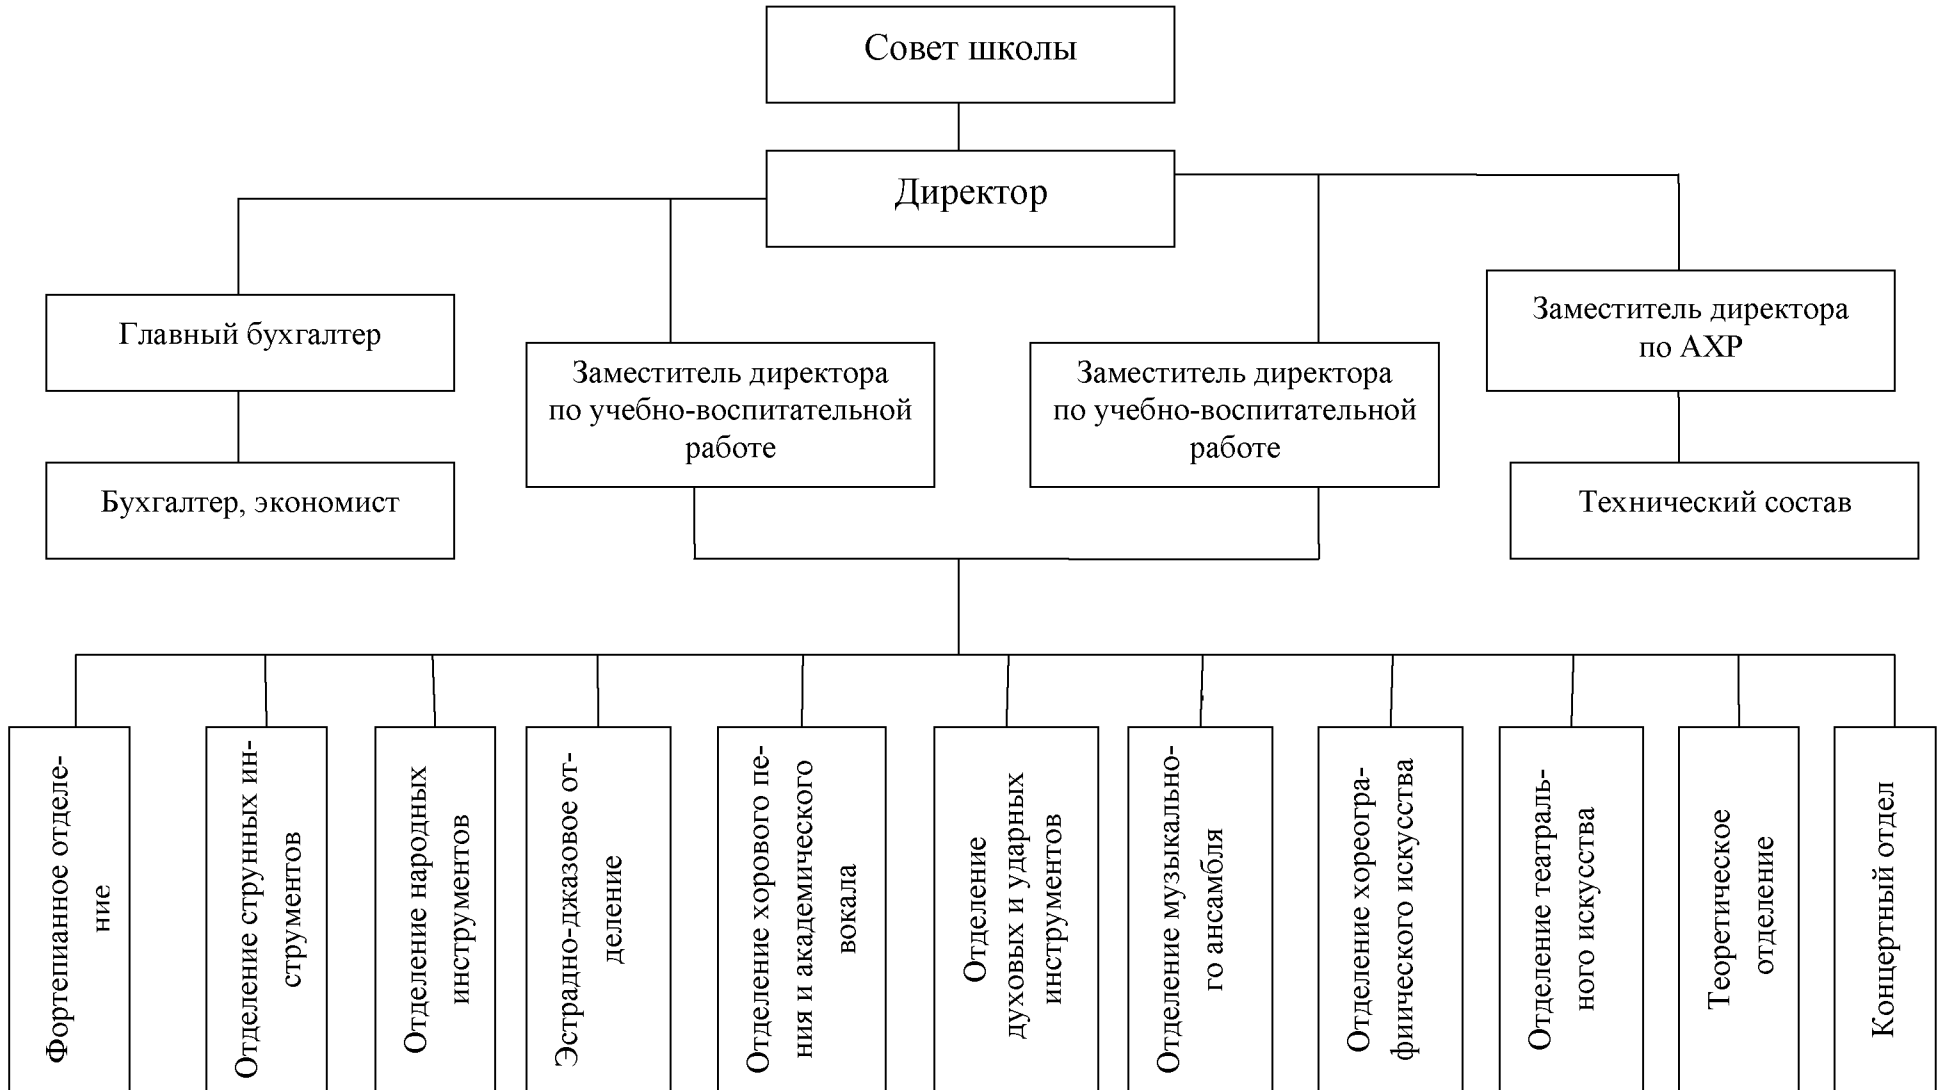 Совет школы
Директор
Главный бухгалтер
Заместитель директора
по учебно-воспитательной
работе
Заместитель директора
по учебно-воспитательной
работе
Заместитель директора
по АХР
Бухгалтер, экономист
Технический состав
Фортепианное отделе-
ние
Отделение струнных ин-
струментов
Отделение народных
инструментов
Эстрадно-джазовое от-
деление
Отделение хорового пе-
ния и академического
вокала
Отделение
духовых и ударных
инструментов
Отделение музыкально-
го ансамбля
Отделение хореогра-
фического искусства
Отделение театраль-
ного искусства
Теоретическое
отделение
Концертный отдел